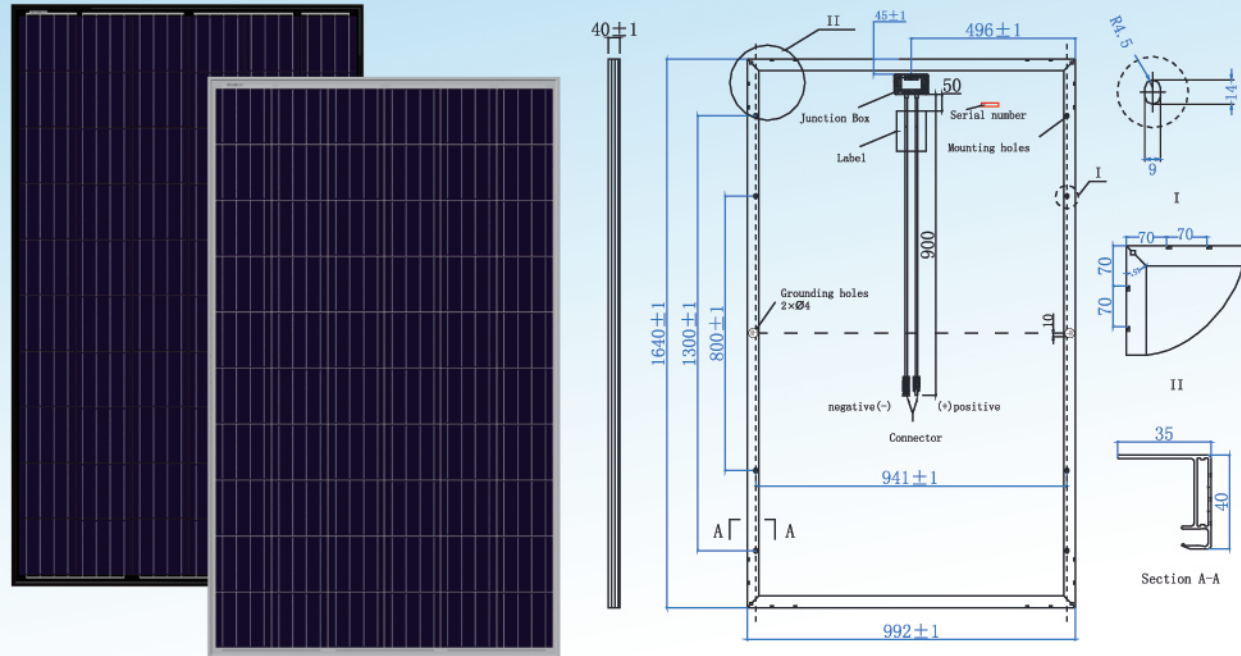 45±1
II
40±1
496±1
R4.5
50
14
Junction Box
Serial number
Label
Mounting holes
9
I
I
900
70
70
70
70
Grounding holes
2×Ø4
10
1640±1
1300±1
800±1
II
negative(-)
(+)positive
Connector
35
941±1
40
A
A
Section A-A
992±1